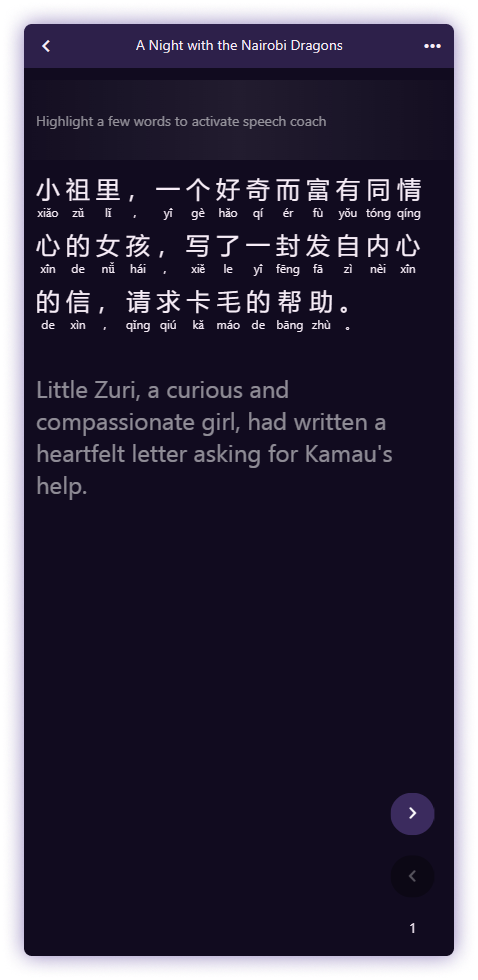 A Night with the Nairobi Dragons
•••
Highlight a few words to activate speech coach
小祖里，一个好奇而富有同情
xiǎo zǔ lǐ , yī gè hǎo qí ér fù yǒu tóng qíng
心的女孩，写了一封发自内心
xīn de nǚ hái , xiě le yī fēng fā zì nèi xīn
的信，请求卡毛的帮助。
de xìn , qǐng qiú kǎ máo de bāng zhù 。
Little Zuri, a curious and
compassionate girl, had written a
heartfelt letter asking for Kamau's
help.
1